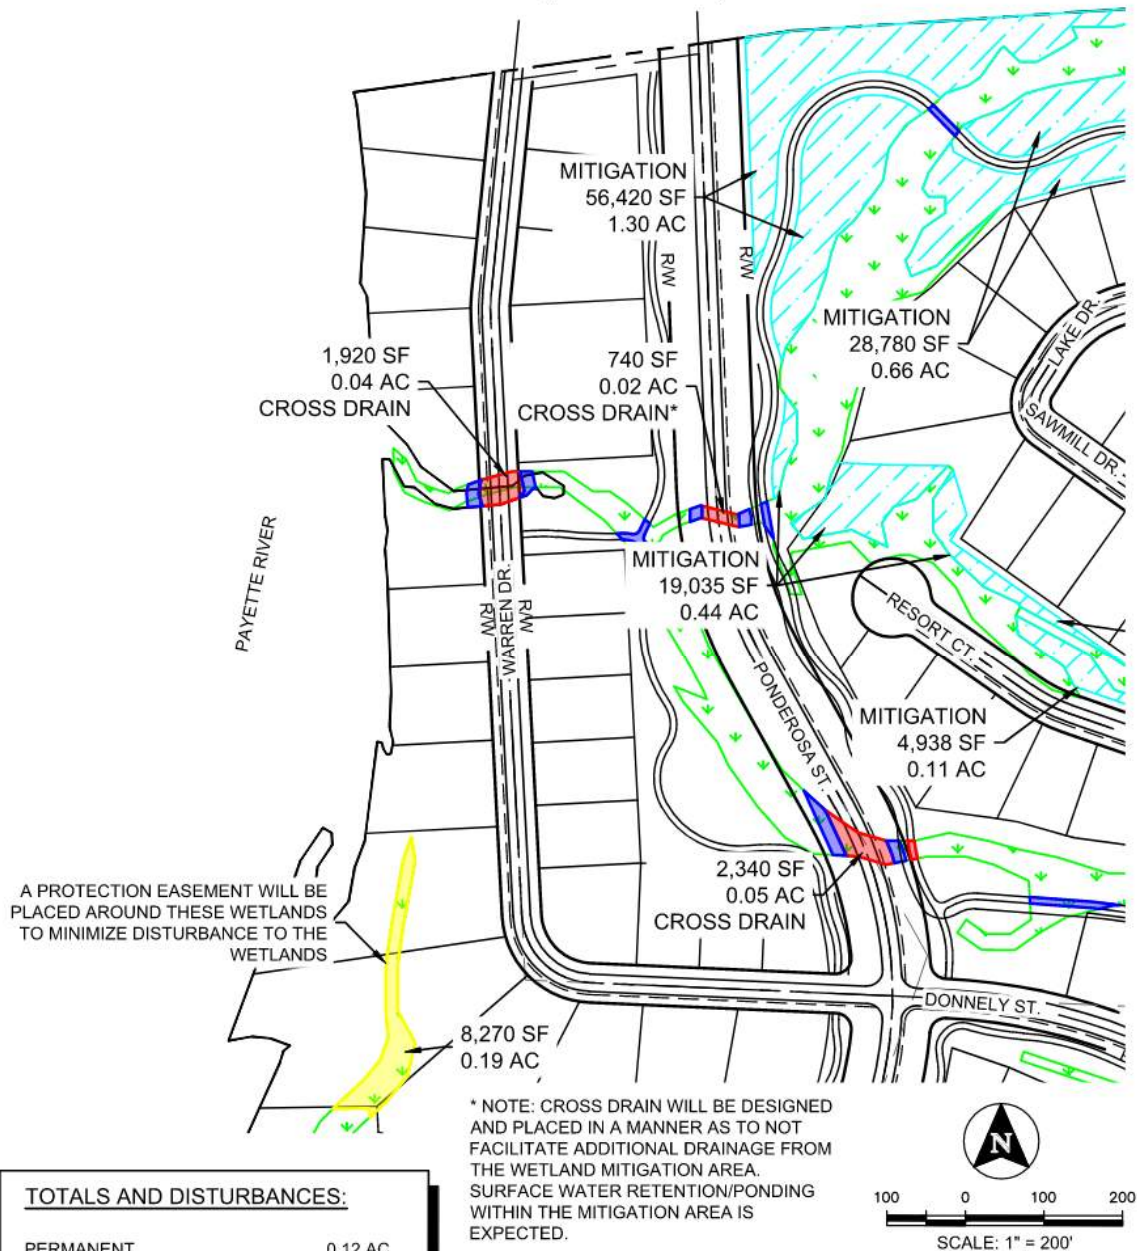 MITIGATION
56,420 SF
1.30 AC
R/W
R/W
MITIGATION
28,780 SF
0.66 AC
LAKE DR.
SAWMILL DR.
1,920 SF
0.04 AC
CROSS DRAIN
740 SF
0.02 AC
CROSS DRAIN*
PAYETTE RIVER
WARREN DR.
R/W
R/W
MITIGATION
19,035 SF
0.44 AC
RESORT CT.
PONDEROSA ST.
MITIGATION
4,938 SF
0.11 AC
2,340 SF
0.05 AC
CROSS DRAIN
A PROTECTION EASEMENT WILL BE
PLACED AROUND THESE WETLANDS
TO MINIMIZE DISTURBANCE TO THE
WETLANDS
DONNELY ST.
8,270 SF
0.19 AC
* NOTE: CROSS DRAIN WILL BE DESIGNED
AND PLACED IN A MANNER AS TO NOT
FACILITATE ADDITIONAL DRAINAGE FROM
THE WETLAND MITIGATION AREA.
SURFACE WATER RETENTION/PONDING
WITHIN THE MITIGATION AREA IS
EXPECTED.
N
100 0 100 200
SCALE: 1" = 200'
TOTALS AND DISTURBANCES:
PERMANENT 0.12 AC